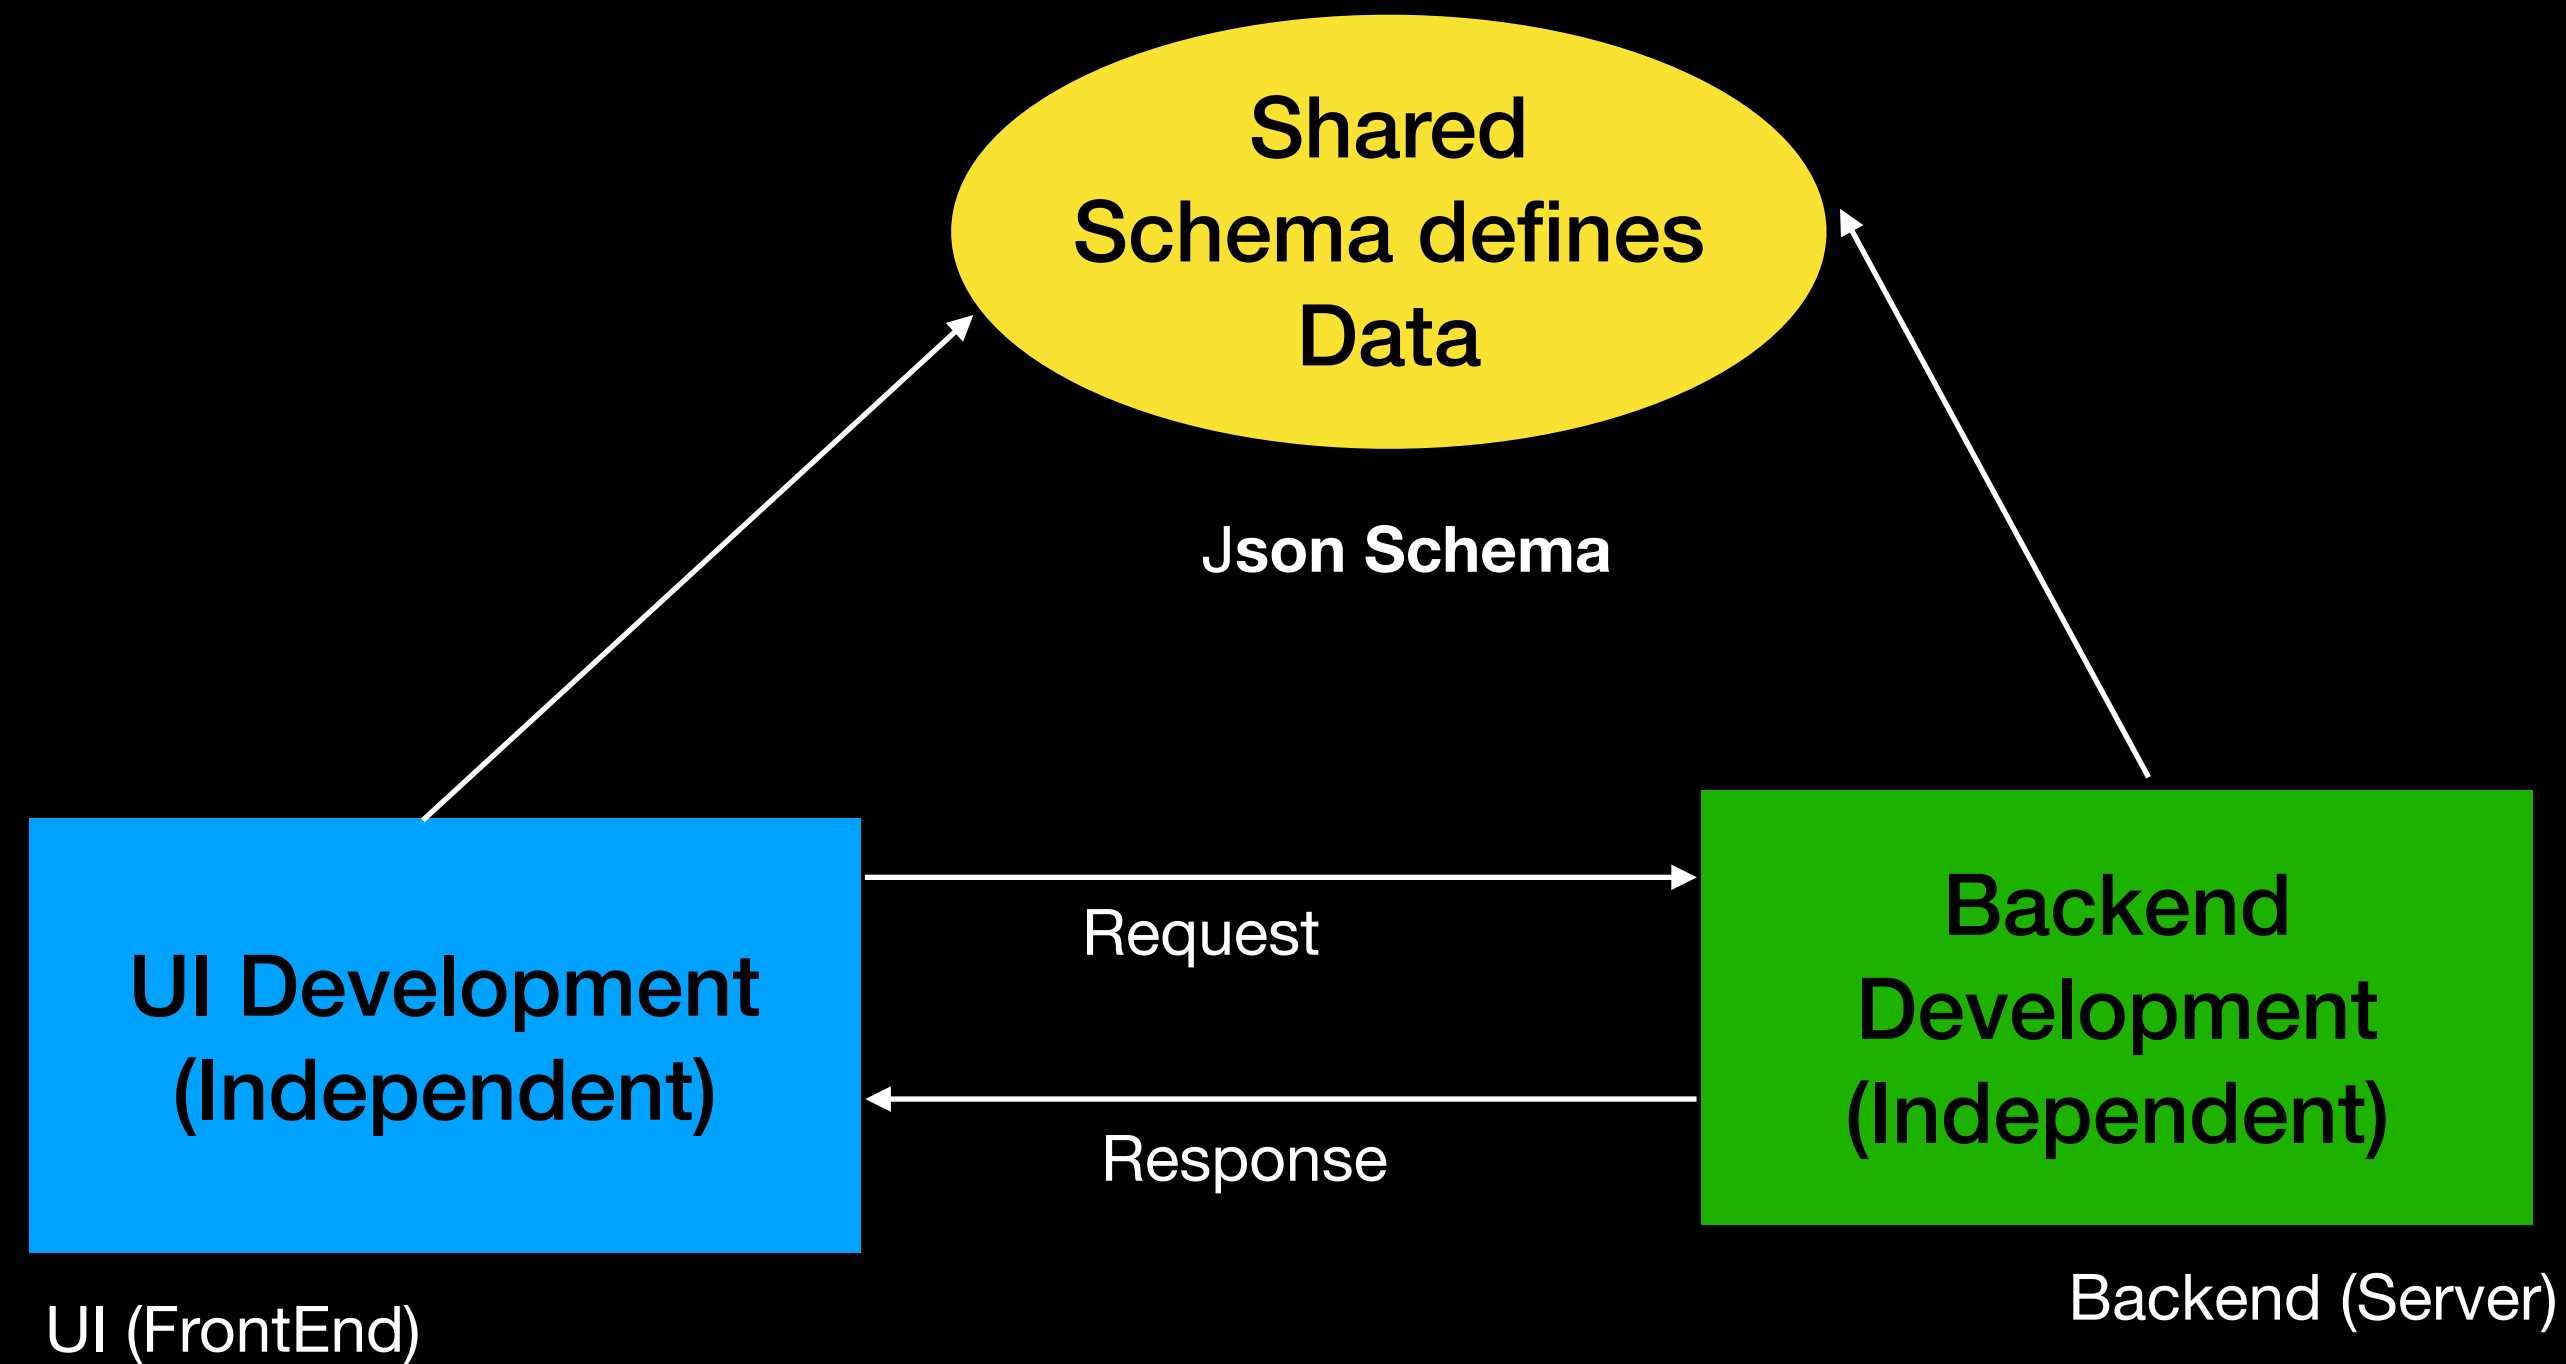 Shared
Schema defines
Data
Json Schema
Request
UI Development
(Independent)
Backend
Development
(Independent)
Response
UI (FrontEnd)
Backend (Server)